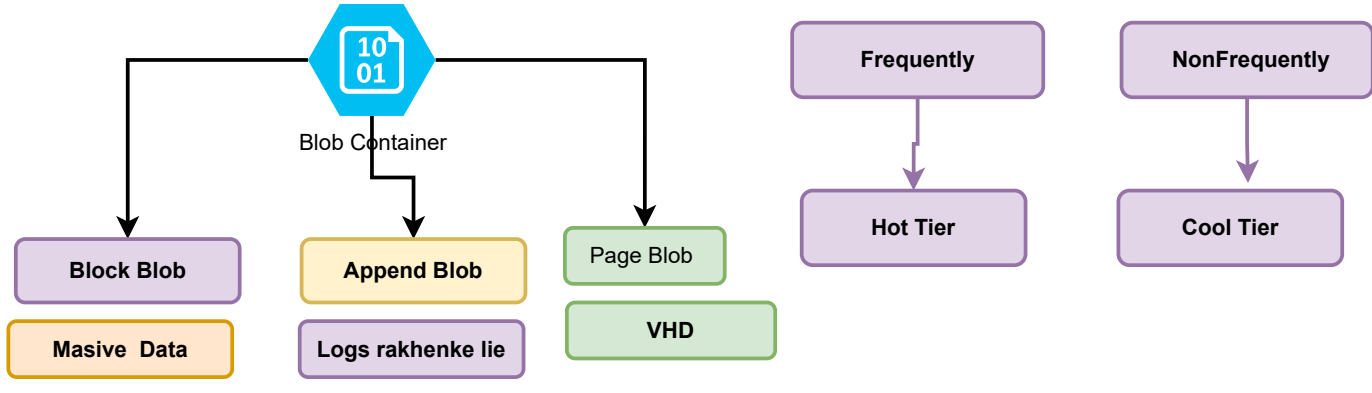 10
01
Blob Container
Frequently
NonFrequently
Hot Tier
Cool Tier
Block Blob
Append Blob
Page Blob
Masive  Data
Logs rakhenke lie
VHD